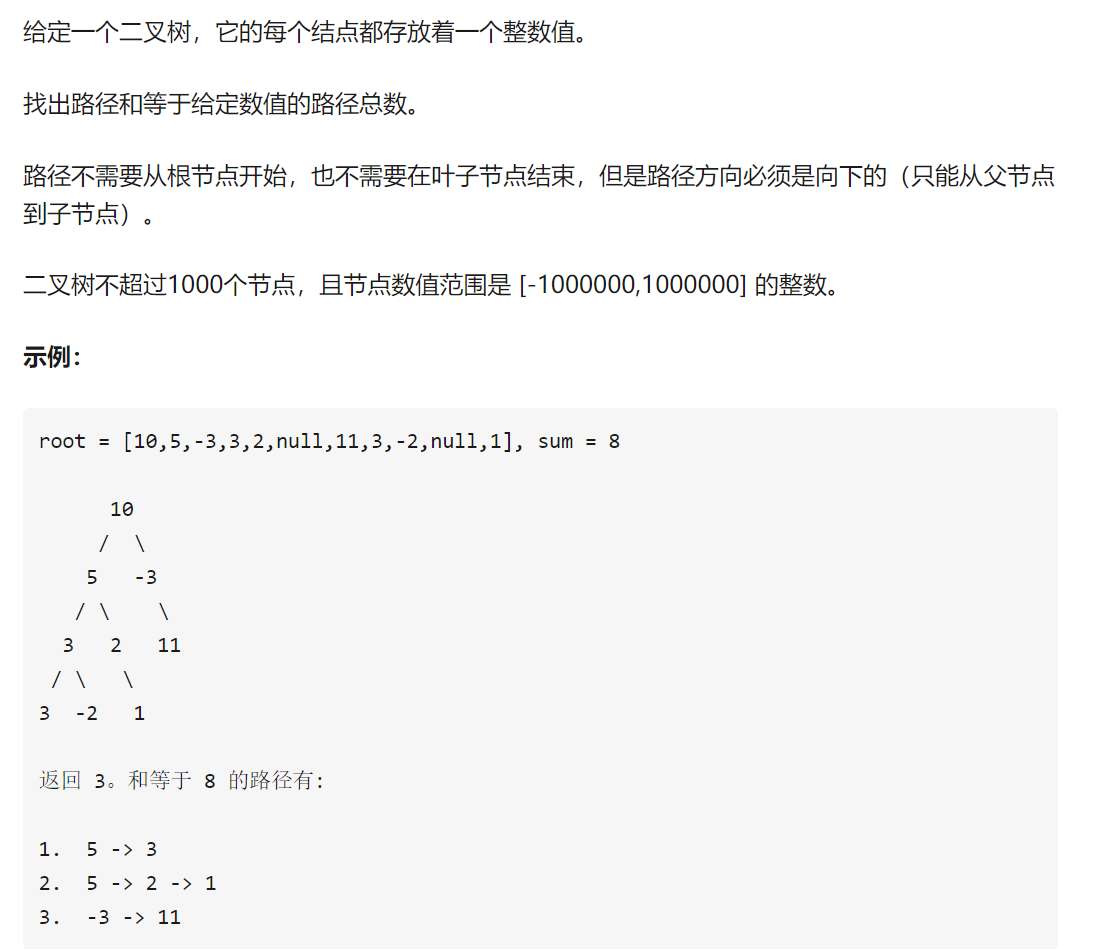 给定一个二叉树，它的每个结点都存放着一个整数值。
找出路径和等于给定数值的路径总数。
路径不需要从根节点开始，也不需要在叶子节点结束，但是路径方向必须是向下的（只能从父节点
到子节点）。
二叉树不超过1000个节点，且节点数值范围是 [-1000000,1000000] 的整数。
示例：
root = [10,5,-3,3,2,null,11,3,-2,null,1], sum = 8
      10
     /  \
    5   -3
   / \    \
  3   2   11
 / \   \
3  -2   1
返回 3。和等于 8 的路径有:
1.  5 -> 3
2.  5 -> 2 -> 1
3.  -3 -> 11